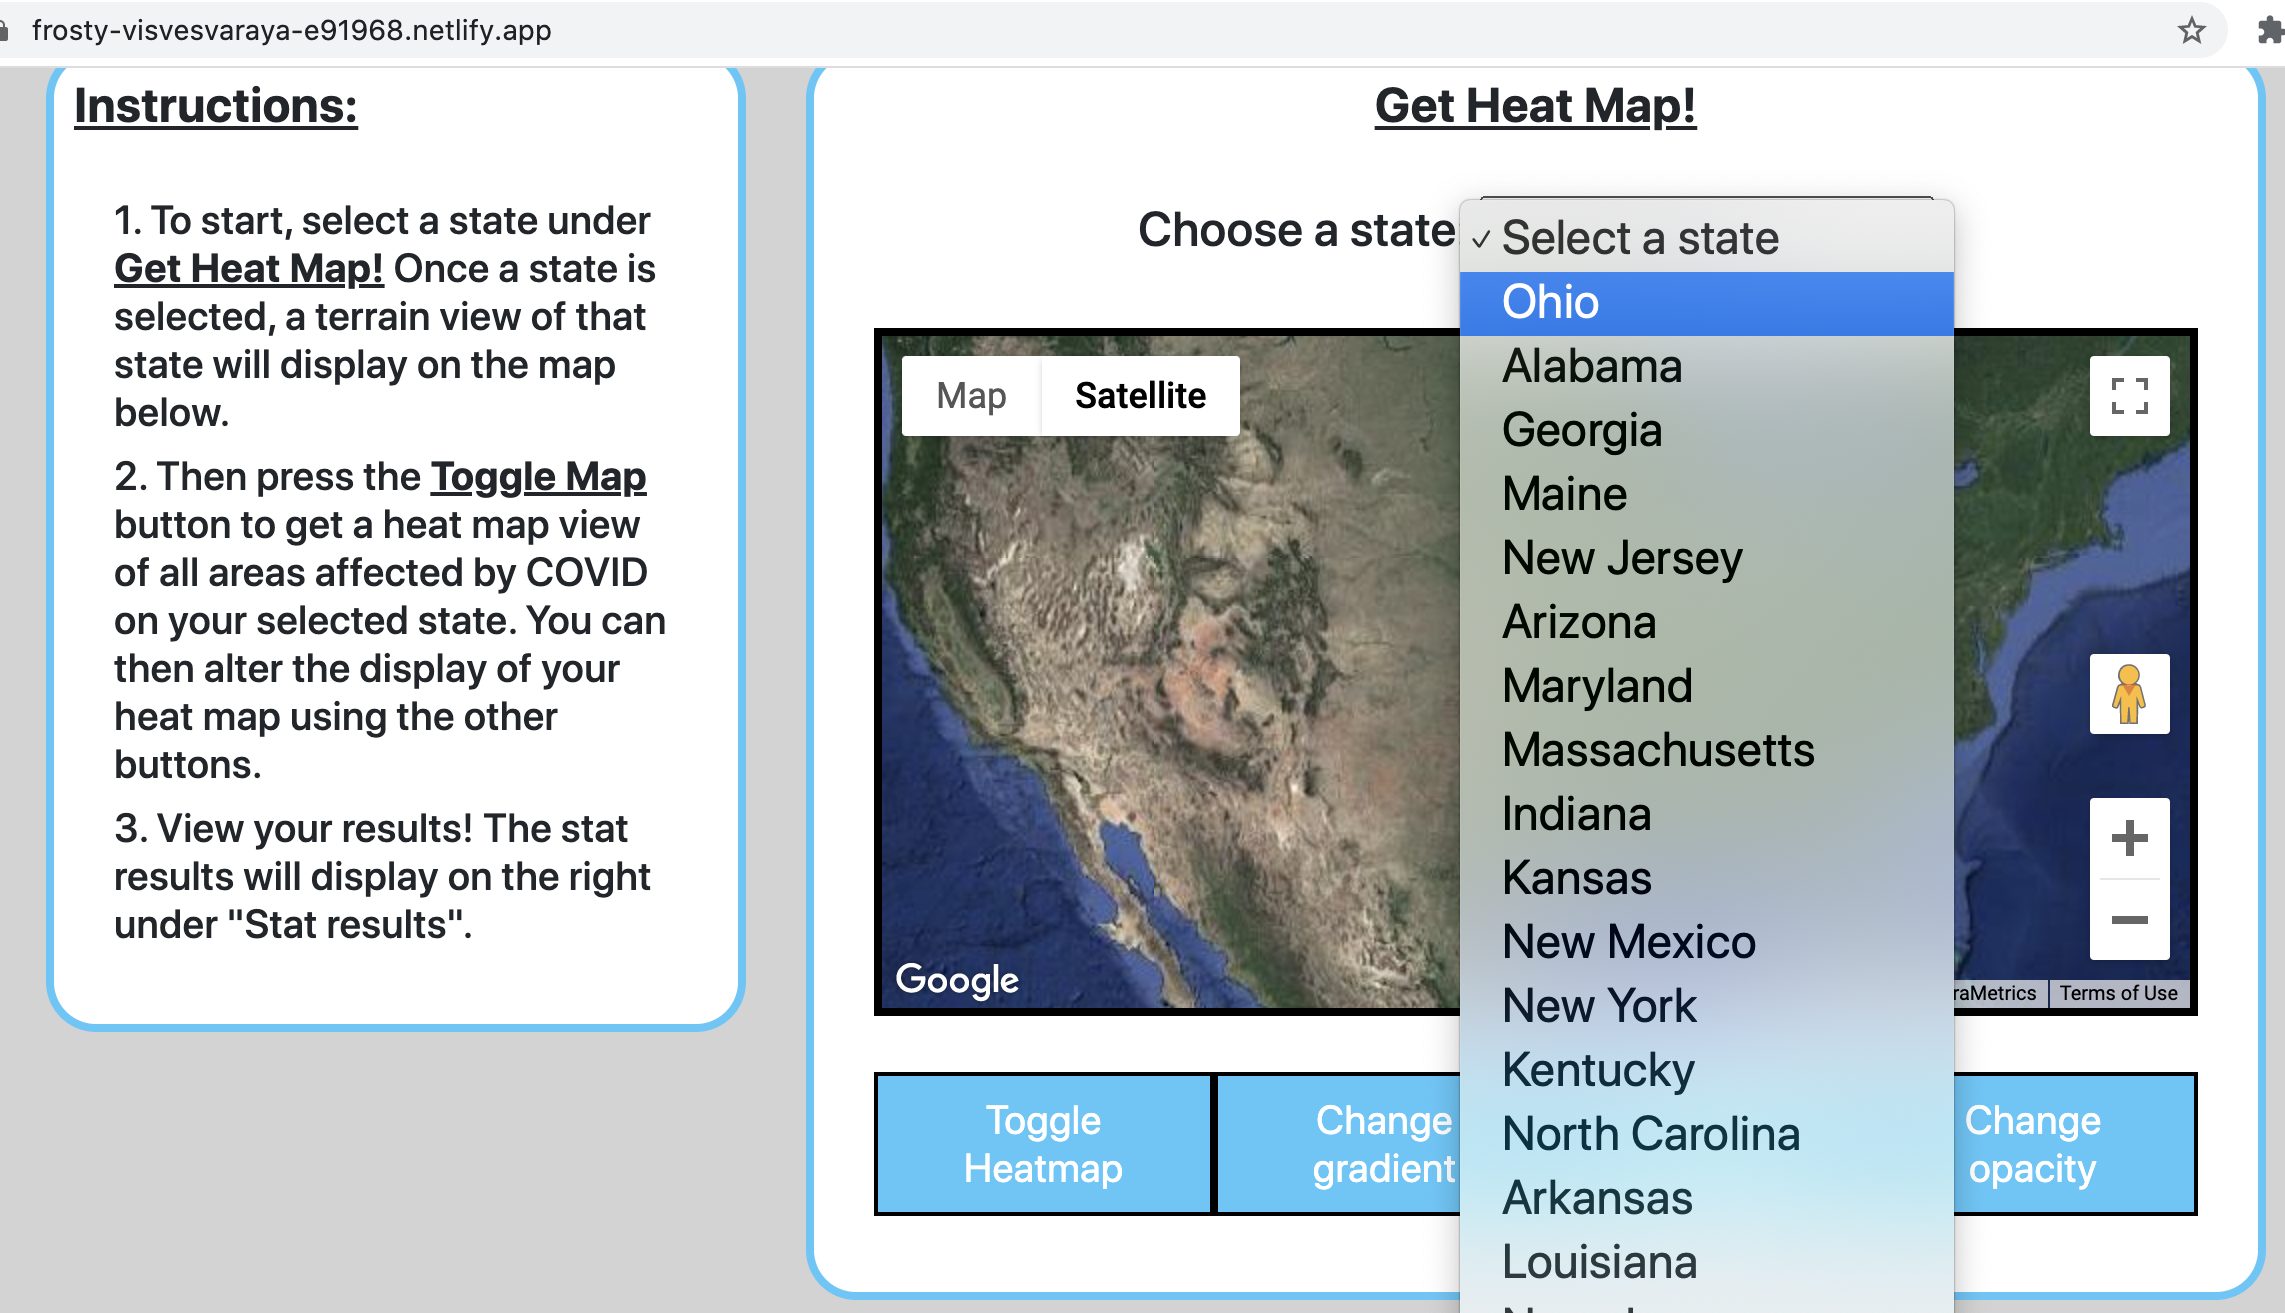 frosty-visvesvaraya-e91968.netlify.app
Instructions:
1. To start, select a state under
Get Heat Map! Once a state is
selected, a terrain view of that
state will display on the map
below.
2. Then press the Toggle Map
button to get a heat map view
of all areas affected by COVID
on your selected state. You can
then alter the display of your
heat map using the other
buttons.
3. View your results! The stat
results will display on the right
under "Stat results".
Get Heat Map!
Choose a state:
✓ Select a state
Ohio
Alabama
Georgia
Maine
New Jersey
Arizona
Maryland
Massachusetts
Indiana
Kansas
New Mexico
New York
Kentucky
North Carolina
Arkansas
Louisiana
Map
Satellite
Google
raMetrics
Terms of Use
Toggle
Heatmap
Change
gradient
Change
opacity